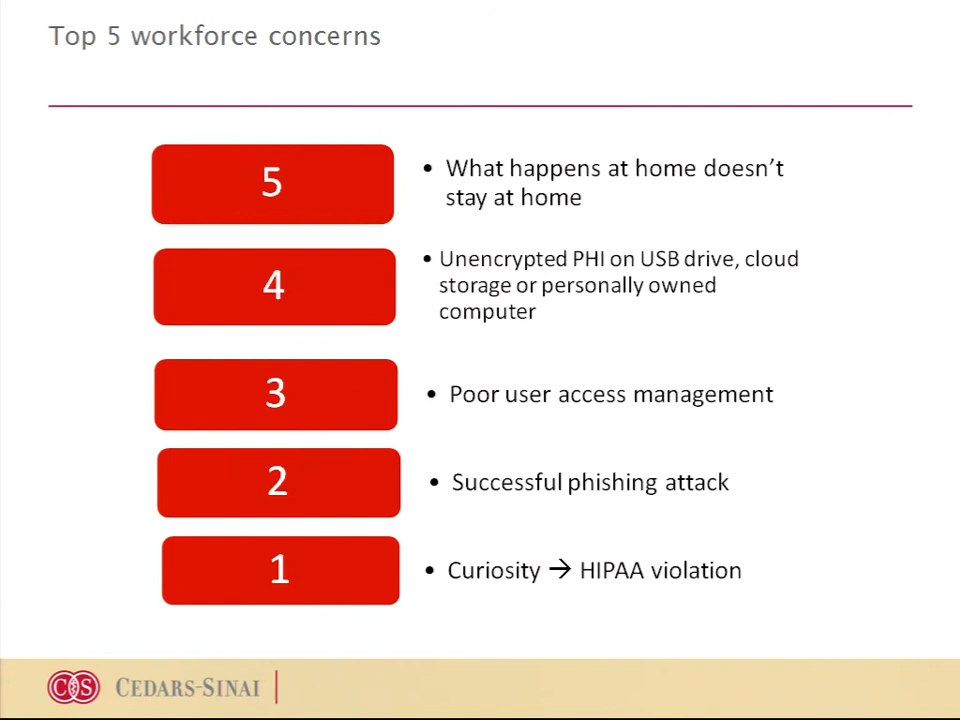 Top 5 workforce concerns
5
• What happens at home doesn’t
stay at home
4
• Unencrypted PHI on USB drive, cloud
storage or personally owned
computer
3
• Poor user access management
2
• Successful phishing attack
1
• Curiosity → HIPAA violation
CS CEDARS-SINAI